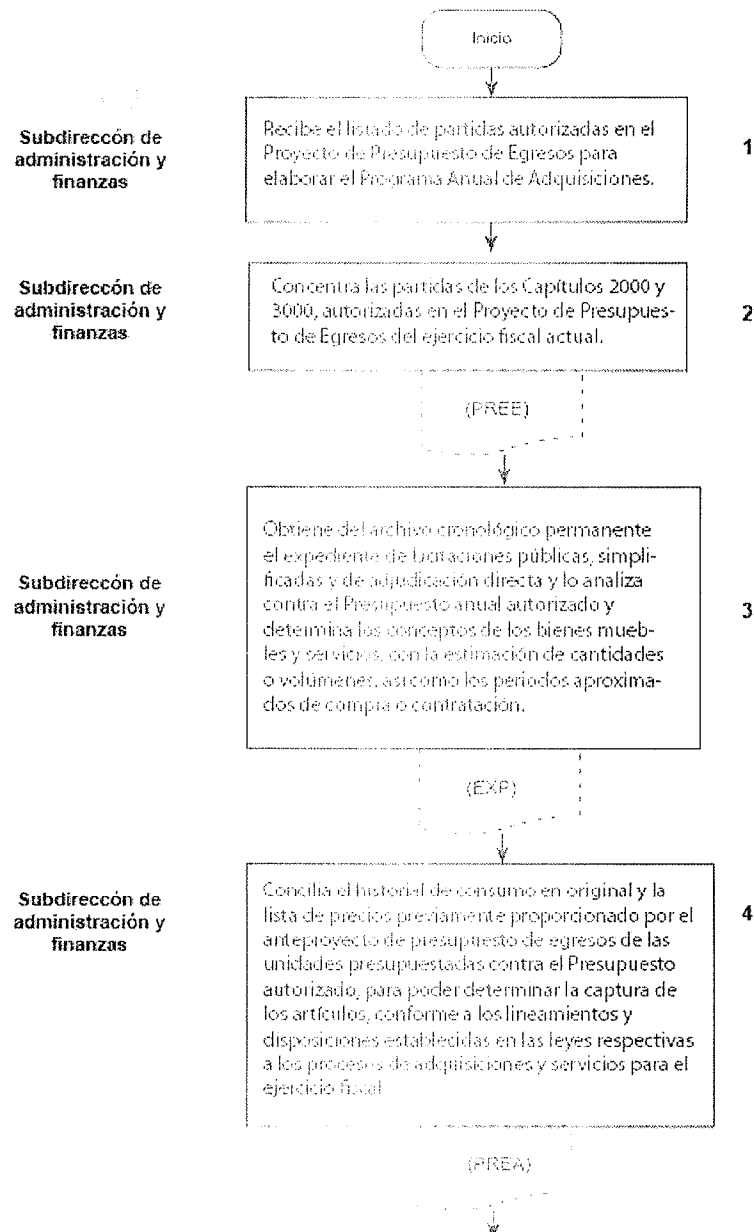 Inicio
Subdireccón de
administración y
finanzas
Recibe el listado de partidas autorizadas en el
Proyecto de Presupuesto de Egresos para
elaborar el Programa Anual de Adquisiciones.
1
Subdireccón de
administración y
finanzas
Concentra las partidas de los Capítulos 2000 y
3000, autorizadas en el Proyecto de Presupues-
to de Egresos del ejercicio fiscal actual.
2
(PREE)
Subdireccón de
administración y
finanzas
Obtiene del archivo cronológico permanente
el expediente de licitaciones públicas, simpli-
ficadas y de adjudicación directa y lo analiza
contra el Presupuesto anual autorizado y
determina los conceptos de los bienes mueb-
les y servicios, con la estimación de cantidades
o volúmenes, así como los periodos aproxima-
dos de compra o contratación.
3
(EXP)
Subdireccón de
administración y
finanzas
Concilia el historial de consumo en original y la
lista de precios previamente proporcionado por el
anteproyecto de presupuesto de egresos de las
unidades presupuestadas contra el Presupuesto
autorizado, para poder determinar la captura de
los artículos, conforme a los lineamientos y
disposiciones establecidas en las leyes respectivas
a los procesos de adquisiciones y servicios para el
ejercicio fiscal
4
(PREA)